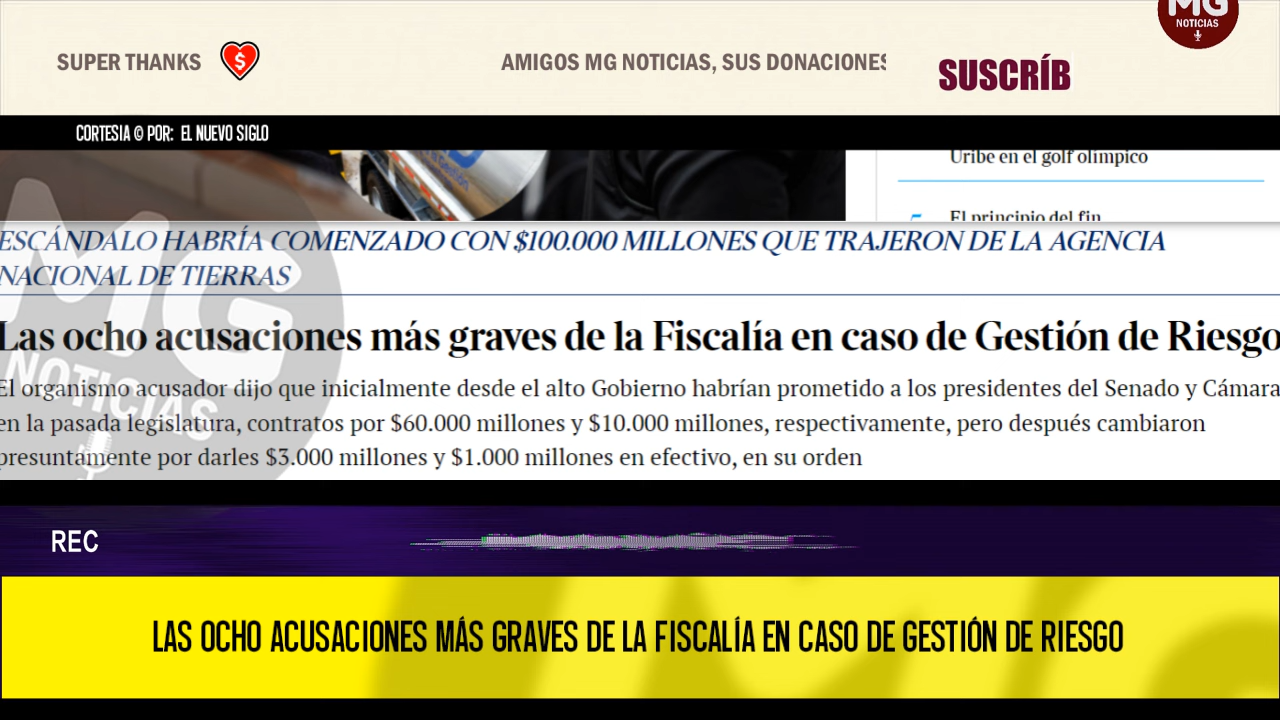 MG
NOTICIAS
SUPER THANKS
AMIGOS MG NOTICIAS, SUS DONACIONES
SUSCRÍB
CORTESIA © POR: EL NUEVO SIGLO
Uribe en el golf olímpico
El principio del fin
ESCÁNDALO HABRÍA COMENZADO CON $100.000 MILLONES QUE TRAJERON DE LA AGENCIA
NACIONAL DE TIERRAS
Las ocho acusaciones más graves de la Fiscalía en caso de Gestión de Riesgo
El organismo acusador dijo que inicialmente desde el alto Gobierno habrían prometido a los presidentes del Senado y Cámara
en la pasada legislatura, contratos por $60.000 millones y $10.000 millones, respectivamente, pero después cambiaron
presuntamente por darles $3.000 millones y $1.000 millones en efectivo, en su orden
MG
NOTICIAS
REC
LAS OCHO ACUSACIONES MÁS GRAVES DE LA FISCALÍA EN CASO DE GESTIÓN DE RIESGO